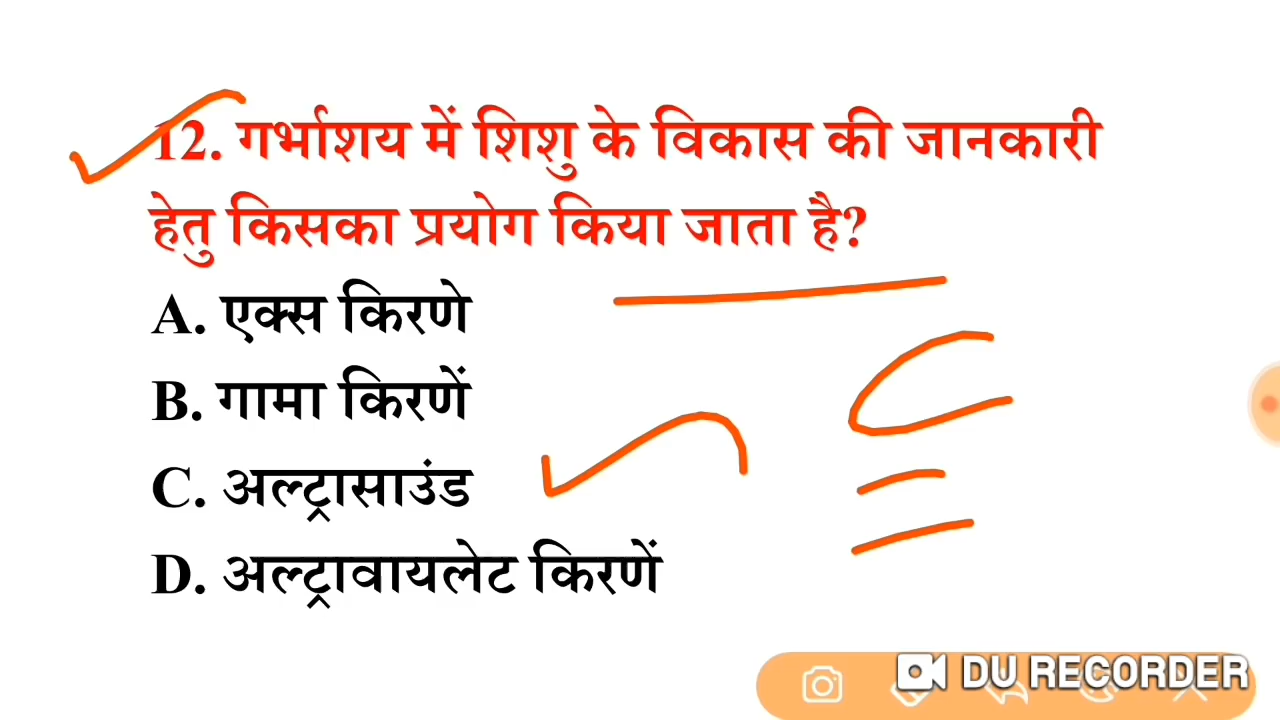 12. गर्भाशय में शिशु के विकास की जानकारी
हेतु किसका प्रयोग किया जाता है?
A. एक्स किरणे
B. गामा किरणें
C. अल्ट्रासाउंड
D. अल्ट्रावायलेट किरणें
C
DU RECORDER